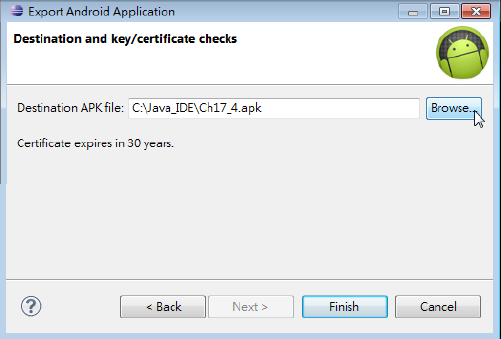 Export Android Application
Destination and key/certificate checks
Destination APK file: C:\Java_IDE\Ch17_4.apk Browse...
Certificate expires in 30 years.
? < Back Next > Finish Cancel